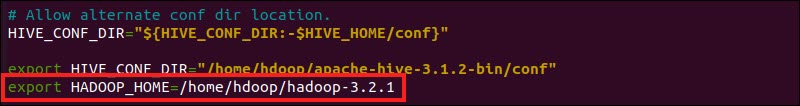 # Allow alternate conf dir location.
HIVE_CONF_DIR="${HIVE_CONF_DIR:-$HIVE_HOME/conf}"
export HIVE_CONF_DIR="/home/hdoop/apache-hive-3.1.2-bin/conf"
export HADOOP_HOME=/home/hdoop/hadoop-3.2.1